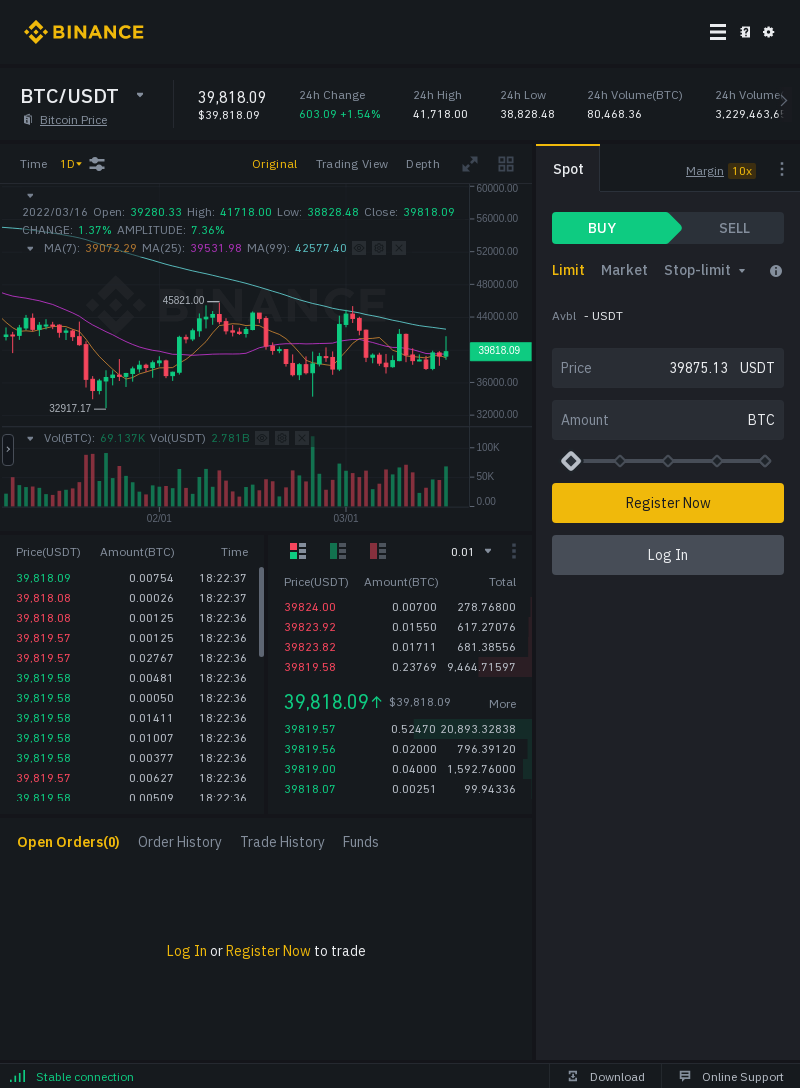 BINANCE
BTC/USDT
Bitcoin Price
39,818.09
$39,818.09
24h Change
603.09 +1.54%
24h High
41,718.00
24h Low
38,828.48
24h Volume(BTC)
80,468.36
24h Volume
3,229,463,6
Time 1D Original Trading View Depth
2022/03/16 Open: 39280.33 High: 41718.00 Low: 38828.48 Close: 39818.09
CHANGE: 1.37% AMPLITUDE: 7.36%
MA(7): 39072.29 MA(25): 39531.98 MA(99): 42577.40
BINANCE
60000.00
56000.00
52000.00
48000.00
44000.00
39818.09
36000.00
32000.00
45821.00
32917.17
Vol(BTC): 69.137K Vol(USDT) 2.781B
100K
50K
0.00
02/01 03/01
Price(USDT) Amount(BTC) Time
39,818.09 0.00754 18:22:37
39,818.08 0.00026 18:22:37
39,818.08 0.00125 18:22:36
39,819.57 0.00125 18:22:36
39,819.57 0.02767 18:22:36
39,819.58 0.00481 18:22:36
39,819.58 0.00050 18:22:36
39,819.58 0.01411 18:22:36
39,819.58 0.01007 18:22:36
39,819.58 0.00377 18:22:36
39,819.57 0.00627 18:22:36
39,819.58 0.00509 18:22:36
0.01
Price(USDT) Amount(BTC) Total
39824.00 0.00700 278.76800
39823.92 0.01550 617.27076
39823.82 0.01711 681.38556
39819.58 0.23769 9,464.71597
39,818.09↑ $39,818.09 More
39819.57 0.52470 20,893.32838
39819.56 0.02000 796.39120
39819.00 0.04000 1,592.76000
39818.07 0.00251 99.94336
Spot
Margin 10x
BUY SELL
Limit Market Stop-limit
Avbl - USDT
Price 39875.13 USDT
Amount BTC
Register Now
Log In
Open Orders(0) Order History Trade History Funds
Log In or Register Now to trade
Stable connection
Download
Online Support